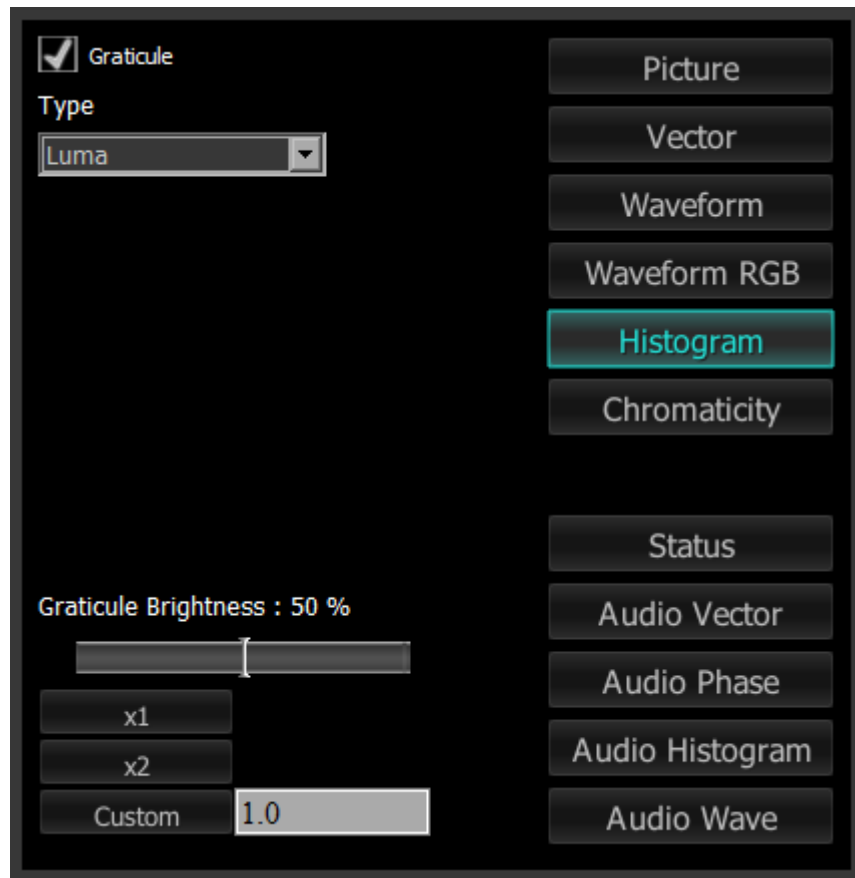 Graticule
Type
Luma
Graticule Brightness : 50 %
x1
x2
Custom
1.0
Picture
Vector
Waveform
Waveform RGB
Histogram
Chromaticity
Status
Audio Vector
Audio Phase
Audio Histogram
Audio Wave